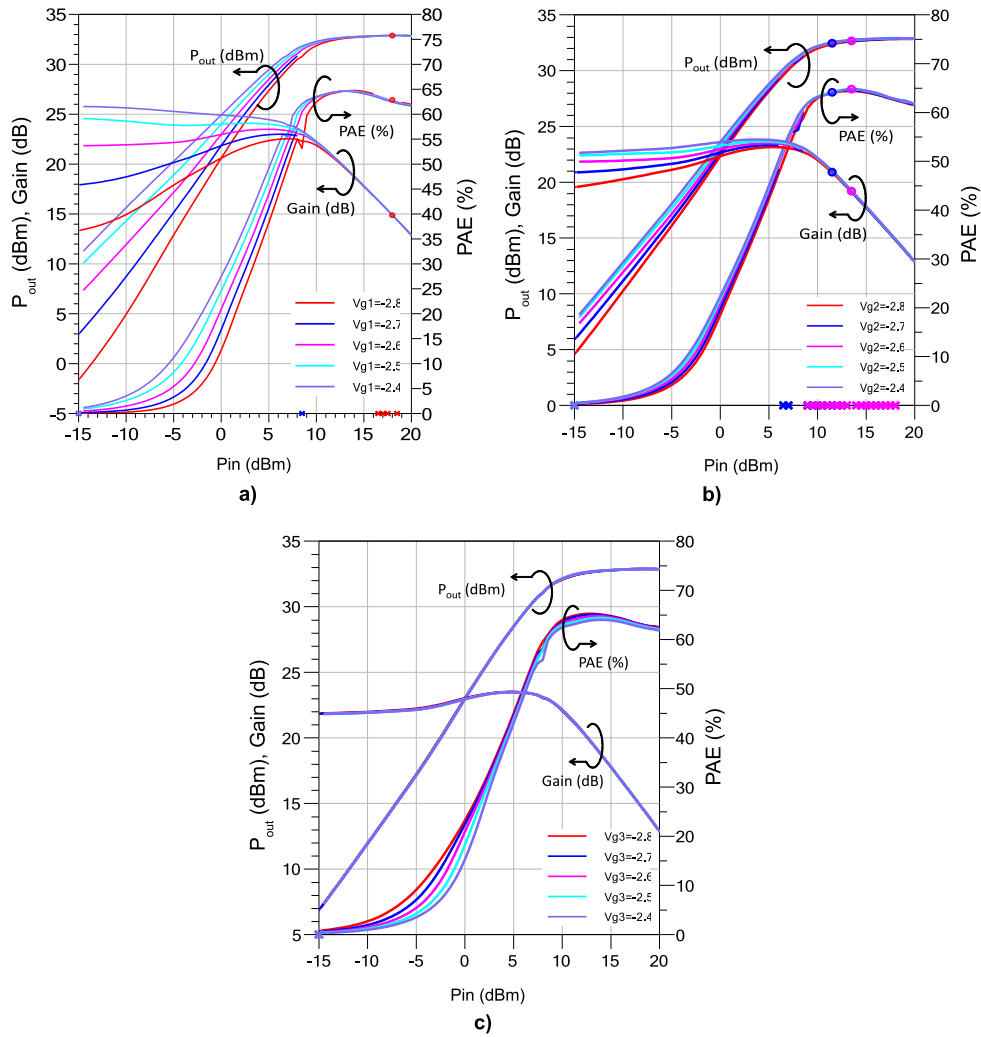 P_out (dBm), Gain (dB)
35
30
25
20
15
10
5
0
-5
80
75
70
65
60
55
50
45
40
35
30
25
20
15
10
5
0
PAE (%)
P_out (dBm)
PAE (%)
Gain (dB)
Vg1=-2.8
Vg1=-2.7
Vg1=-2.6
Vg1=-2.5
Vg1=-2.4
-15 -10 -5 0 5 10 15 20
Pin (dBm)
a)
P_out (dBm), Gain (dB)
35
30
25
20
15
10
5
0
80
70
60
50
40
30
20
10
0
PAE (%)
P_out (dBm)
PAE (%)
Gain (dB)
Vg2=-2.8
Vg2=-2.7
Vg2=-2.6
Vg2=-2.5
Vg2=-2.4
-15 -10 -5 0 5 10 15 20
Pin (dBm)
b)
P_out (dBm), Gain (dB)
35
30
25
20
15
10
5
80
70
60
50
40
30
20
10
0
PAE (%)
P_out (dBm)
PAE (%)
Gain (dB)
Vg3=-2.8
Vg3=-2.7
Vg3=-2.6
Vg3=-2.5
Vg3=-2.4
-15 -10 -5 0 5 10 15 20
Pin (dBm)
c)